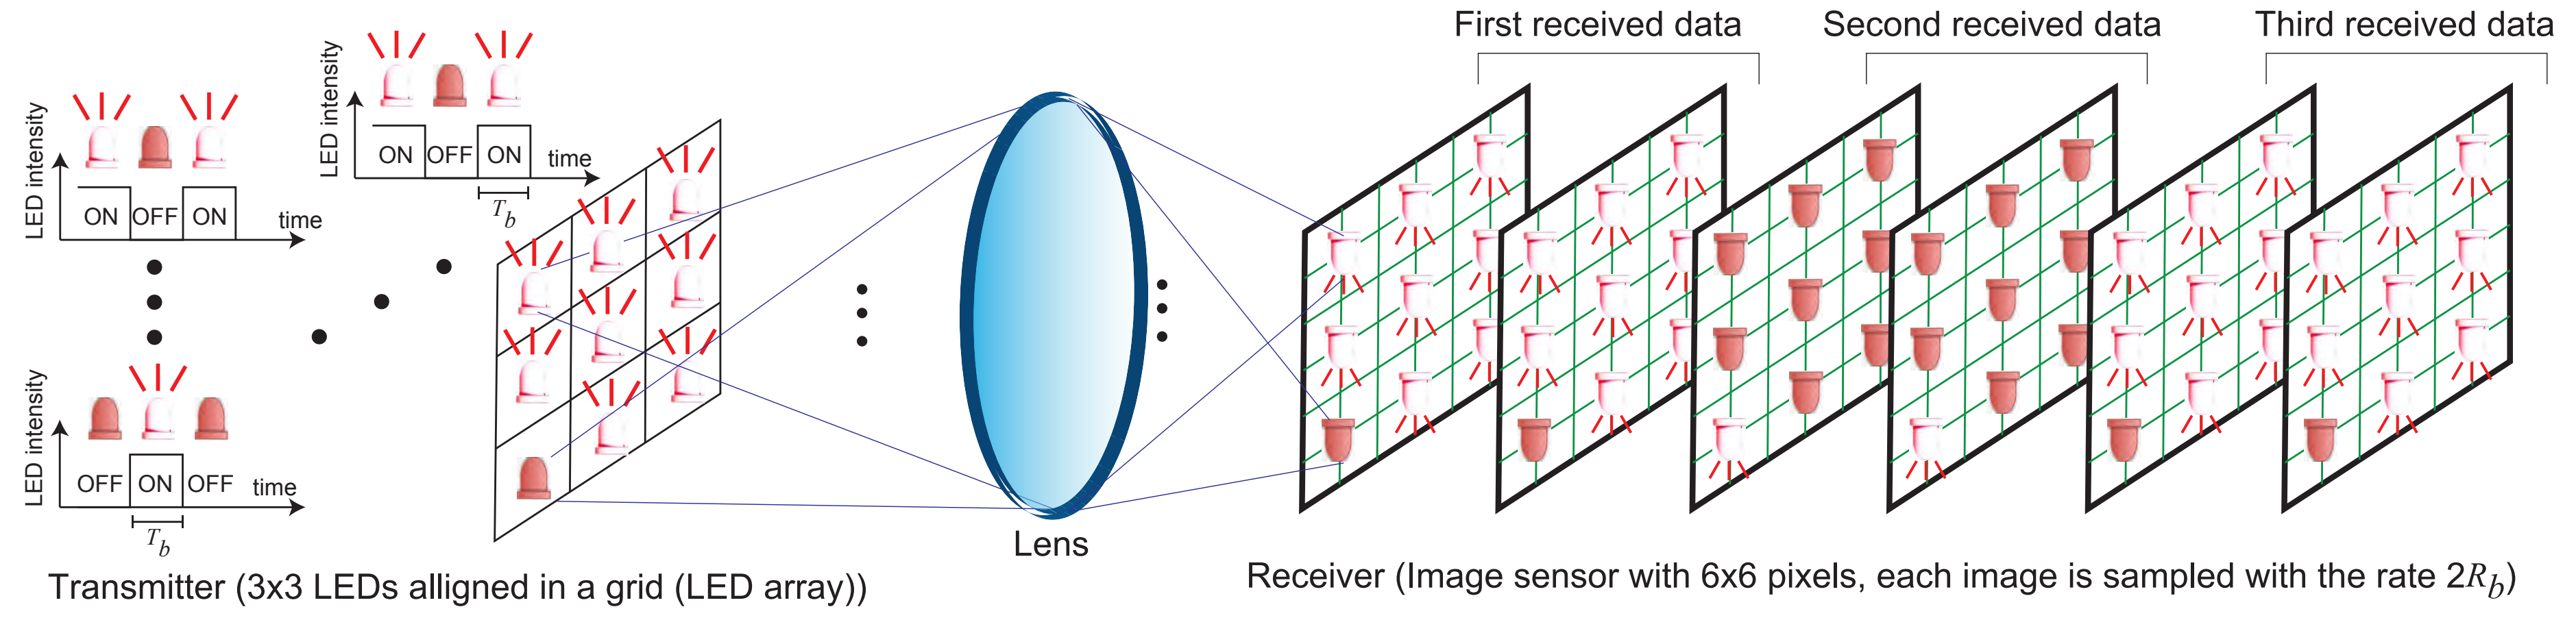 First received data
Second received data
Third received data
LED intensity
ON
OFF
ON
time
Tb
LED intensity
ON
OFF
ON
time
LED intensity
OFF
ON
OFF
time
Tb
Lens
Transmitter (3x3 LEDs alligned in a grid (LED array))
Receiver (Image sensor with 6x6 pixels, each image is sampled with the rate 2Rb)